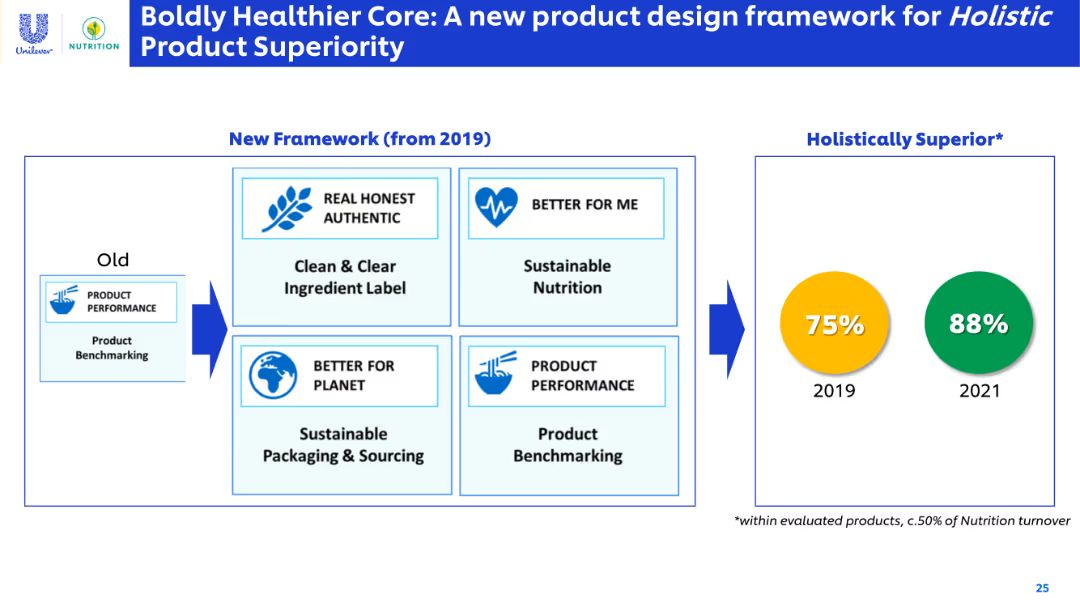 Boldly Healthier Core: A new product design framework for Holistic
Product Superiority
Unilever
NUTRITION
New Framework (from 2019)
Holistically Superior*
Old
PRODUCT
PERFORMANCE
Product
Benchmarking
REAL HONEST
AUTHENTIC
Clean & Clear
Ingredient Label
BETTER FOR ME
Sustainable
Nutrition
BETTER FOR
PLANET
Sustainable
Packaging & Sourcing
PRODUCT
PERFORMANCE
Product
Benchmarking
75%
88%
2019
2021
*within evaluated products, c.50% of Nutrition turnover
25